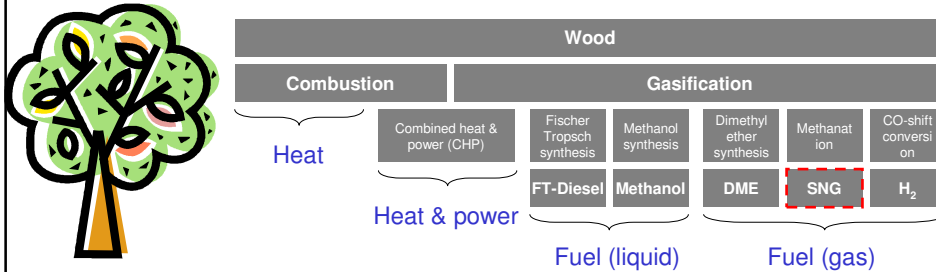 Wood
Combustion
Gasification
Combined heat &
power (CHP)
Fischer
Tropsch
synthesis
Methanol
synthesis
Dimethyl
ether
synthesis
Methanat
ion
CO-shift
conversi
on
Heat
FT-Diesel
Methanol
DME
SNG
H₂
Heat & power
Fuel (liquid)
Fuel (gas)